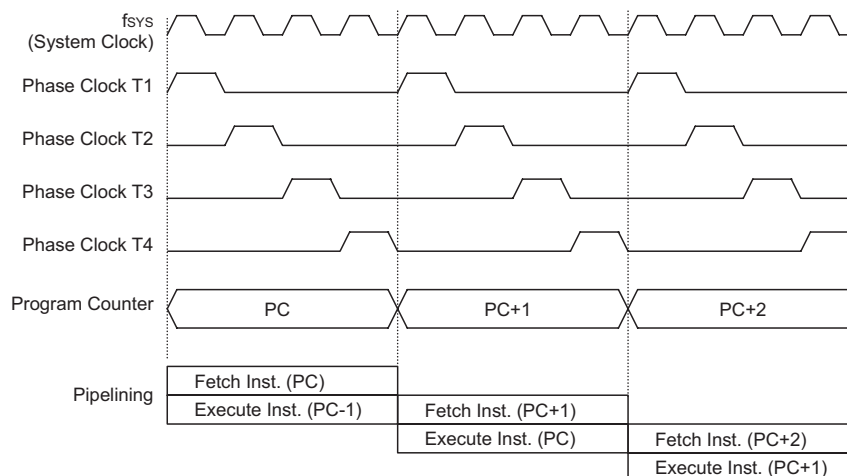 fSYS
(System Clock)
Phase Clock T1
Phase Clock T2
Phase Clock T3
Phase Clock T4
Program Counter
PC
PC+1
PC+2
Pipelining
Fetch Inst. (PC)
Execute Inst. (PC-1)
Fetch Inst. (PC+1)
Execute Inst. (PC)
Fetch Inst. (PC+2)
Execute Inst. (PC+1)